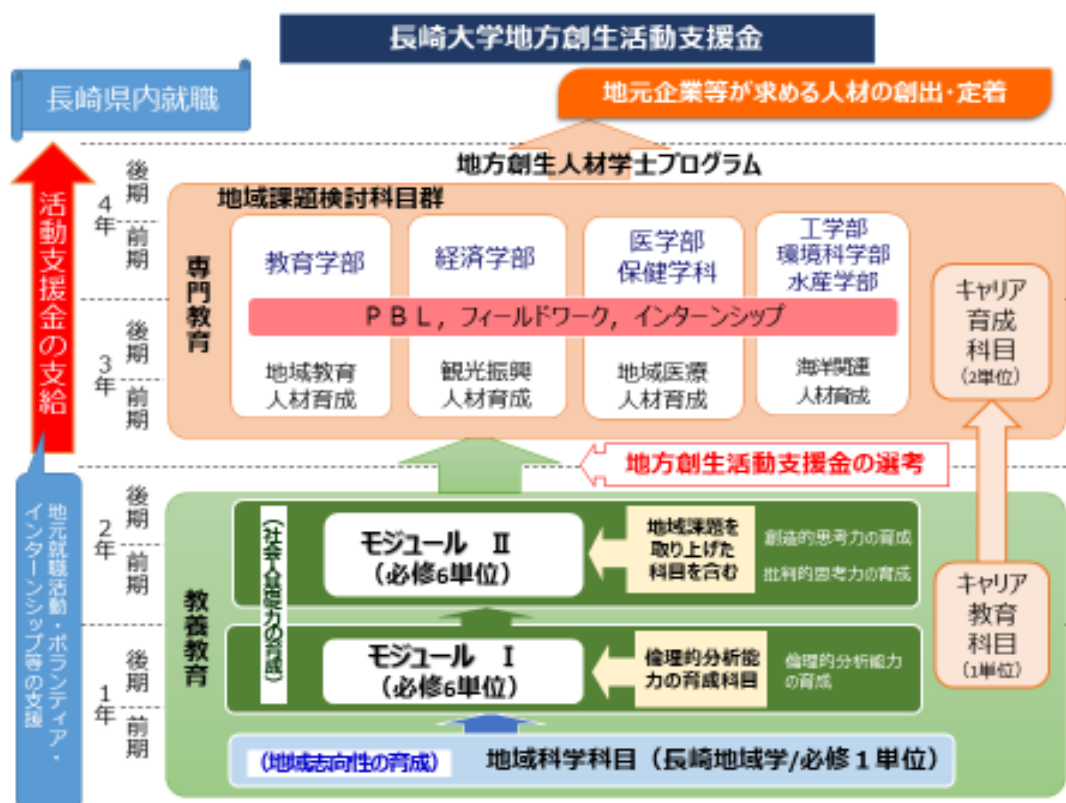 長崎大学地方創生活動支援金
長崎県内就職
地元企業等が求める人材の創出・定着
地方創生人材学士プログラム
活動支援金の支給
4年
後期
前期
3年
後期
前期
専門教育
地域課題検討科目群
教育学部
経済学部
医学部
保健学科
工学部
環境科学部
水産学部
PBL，フィールドワーク，インターンシップ
地域教育
人材育成
観光振興
人材育成
地域医療
人材育成
海洋関連
人材育成
キャリア
育成
科目
(2単位)
地方創生活動支援金の選考
地元就職活動・ボランティア・
インターンシップ等の支援
2年
後期
前期
1年
後期
前期
教養教育
(社会人基礎力の育成)
モジュール Ⅱ
(必修6単位)
地域課題を
取り上げた
科目を含む
創造的思考力の育成
批判的思考力の育成
モジュール Ⅰ
(必修6単位)
倫理的分析能
力の育成科目
倫理的分析能力
の育成
キャリア
教育
科目
(1単位)
(地域志向性の育成)
地域科学科目（長崎地域学/必修１単位）